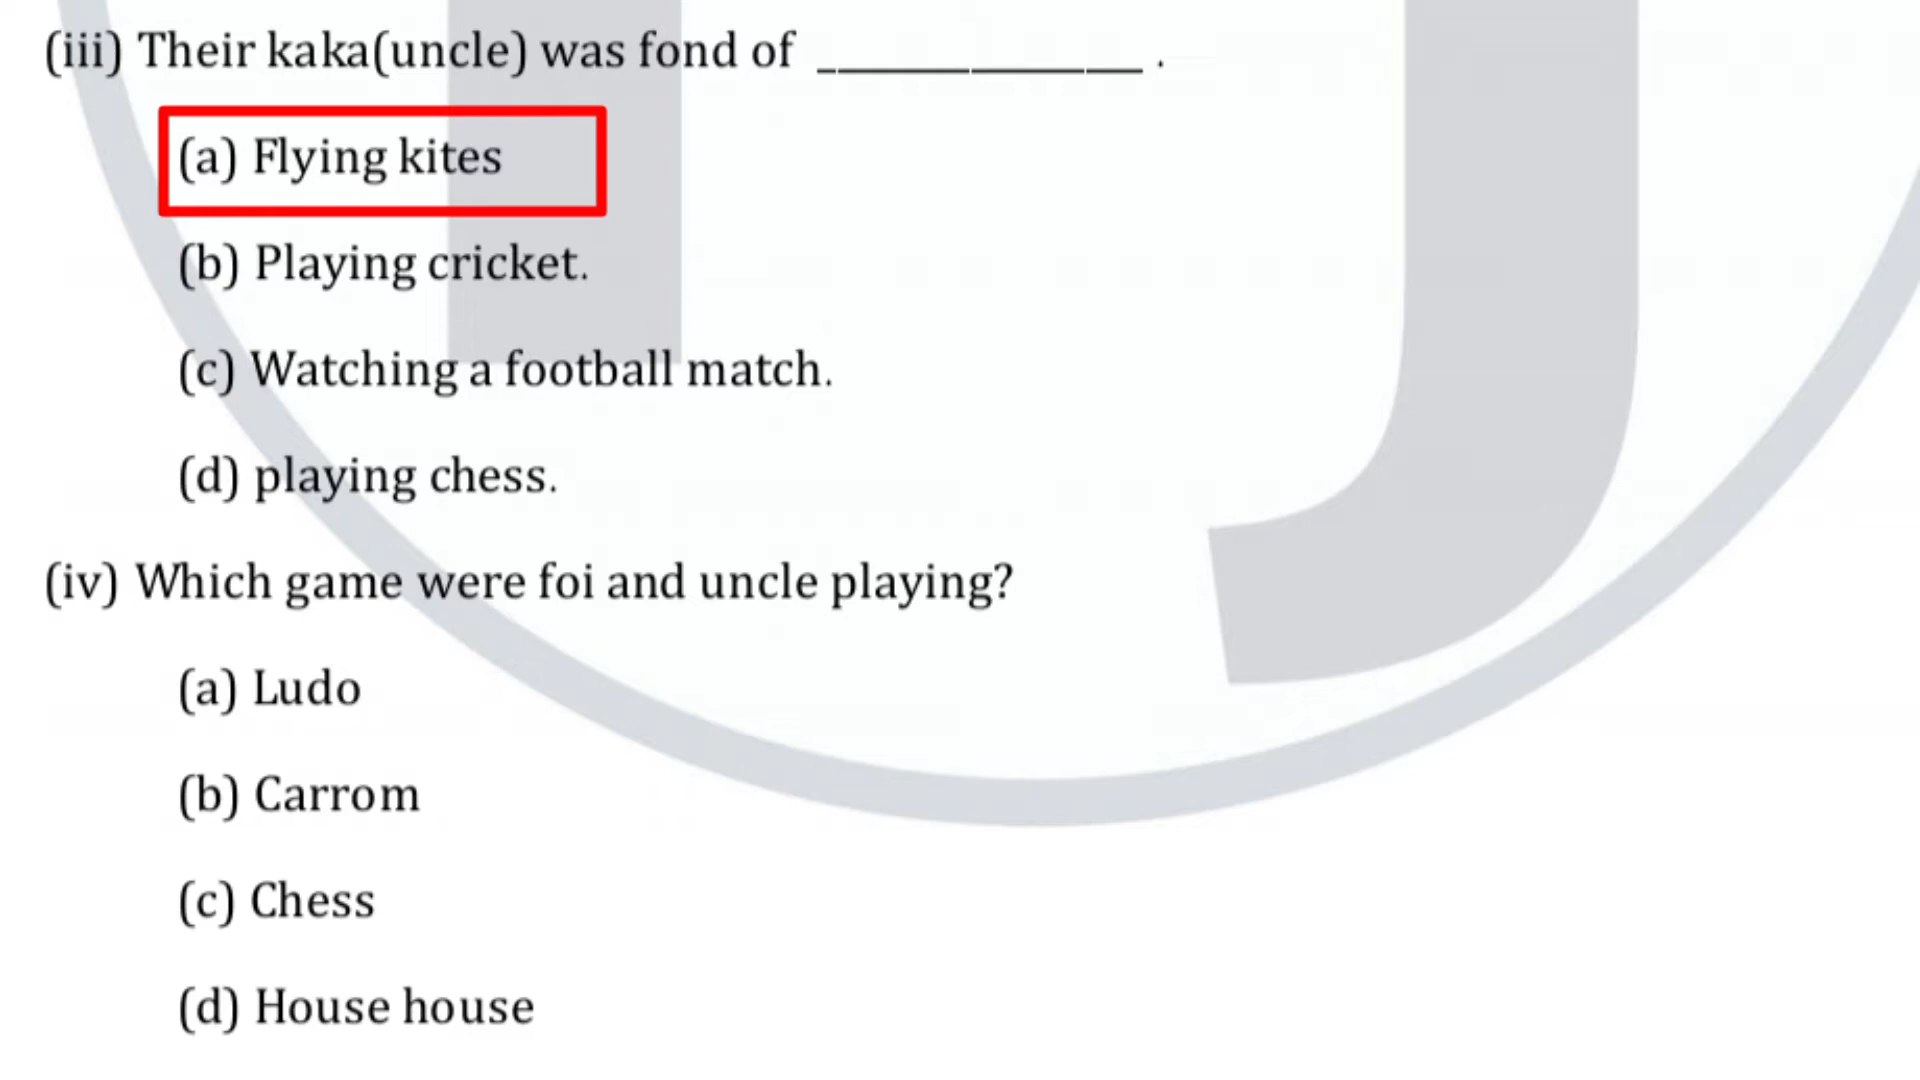 (iii) Their kaka(uncle) was fond of ______________ .
(a) Flying kites
(b) Playing cricket.
(c) Watching a football match.
(d) playing chess.
(iv) Which game were foi and uncle playing?
(a) Ludo
(b) Carrom
(c) Chess
(d) House house